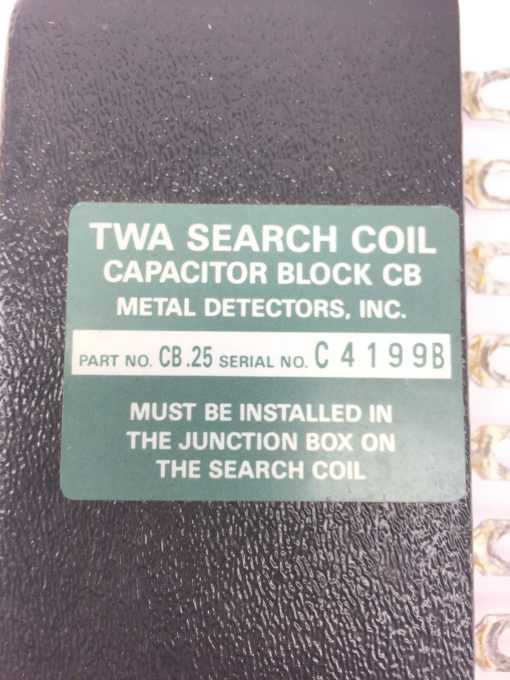 TWA SEARCH COIL
CAPACITOR BLOCK CB
METAL DETECTORS, INC.
PART NO. CB.25 SERIAL NO. C4199B
MUST BE INSTALLED IN
THE JUNCTION BOX ON
THE SEARCH COIL